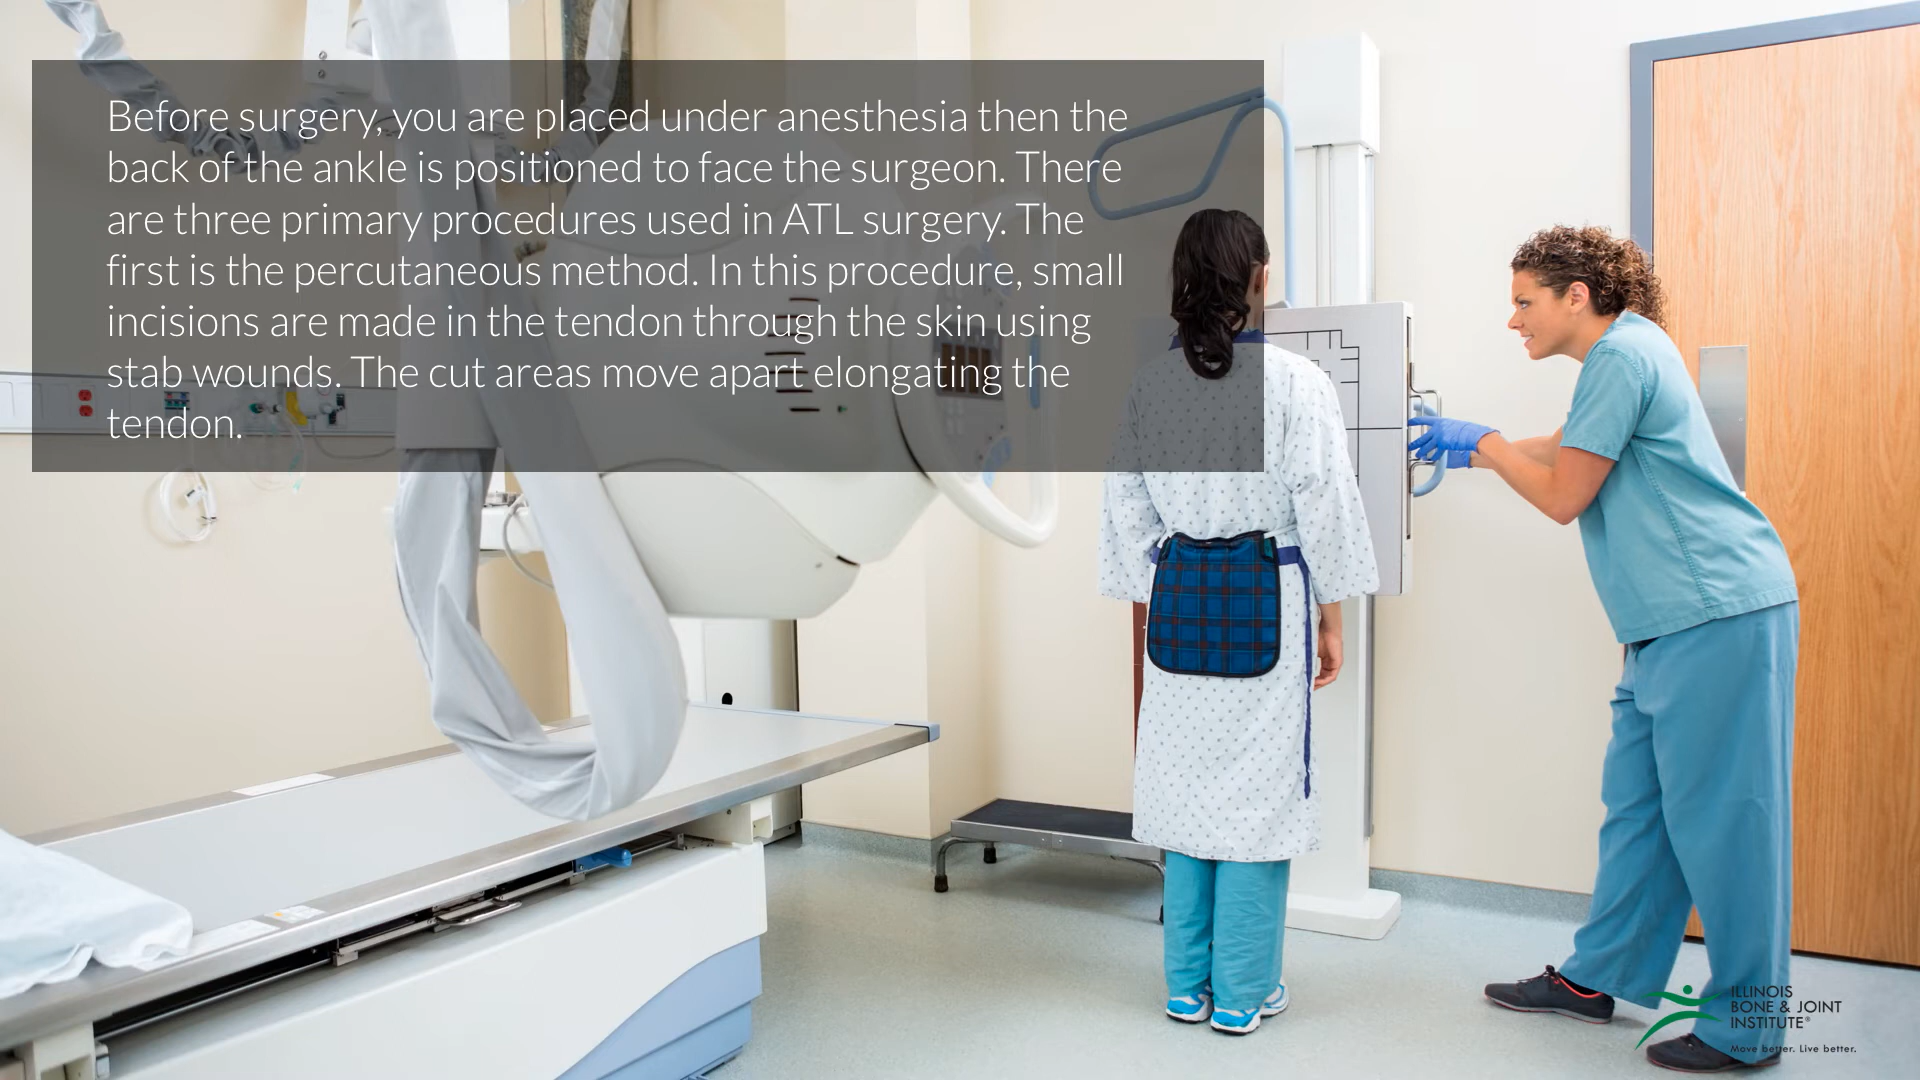 Before surgery, you are placed under anesthesia then the
back of the ankle is positioned to face the surgeon. There
are three primary procedures used in ATL surgery. The
first is the percutaneous method. In this procedure, small
incisions are made in the tendon through the skin using
stab wounds. The cut areas move apart elongating the
tendon.
ILLINOIS
BONE & JOINT
INSTITUTE®
Move better. Live better.